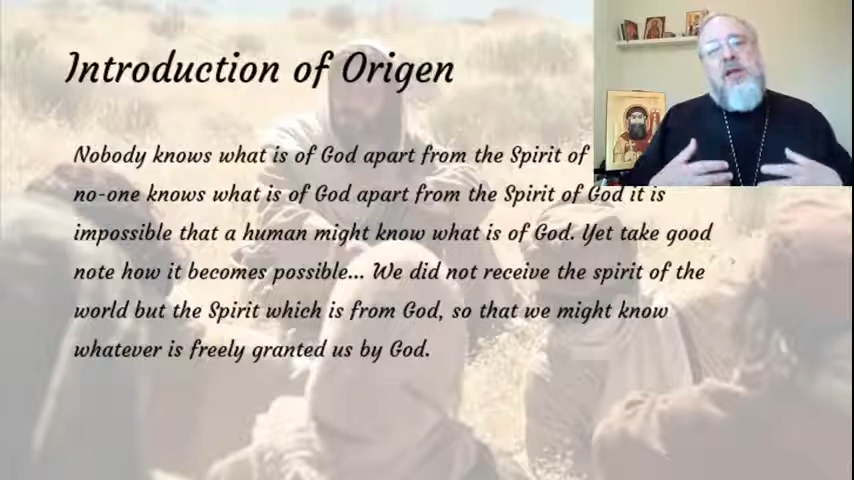 Introduction of Origen
Nobody knows what is of God apart from the Spirit of
no-one knows what is of God apart from the Spirit of God it is
impossible that a human might know what is of God. Yet take good
note how it becomes possible... We did not receive the spirit of the
world but the Spirit which is from God, so that we might know
whatever is freely granted us by God.